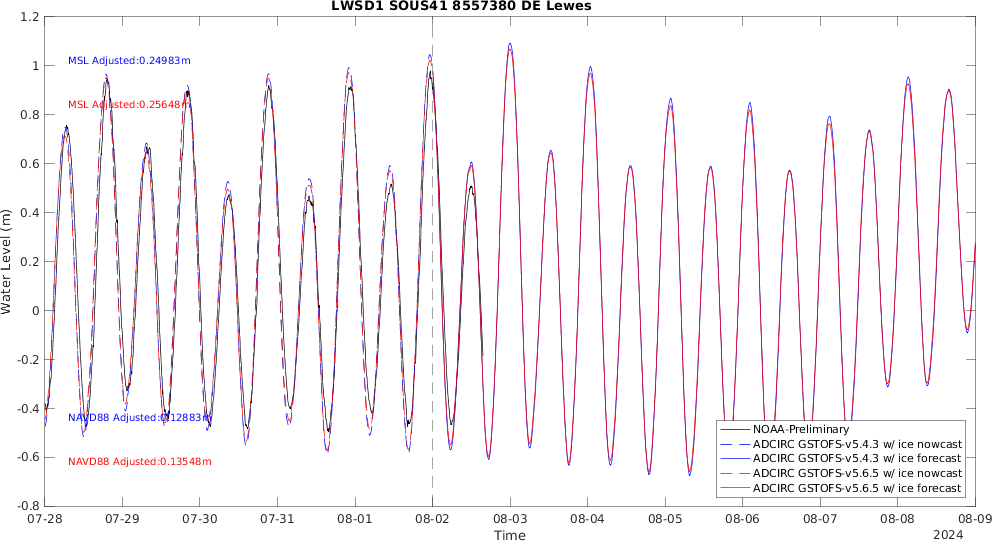 LWSD1 SOUS41 8557380 DE Lewes
1.2
1
0.8
0.6
0.4
0.2
0
-0.2
-0.4
-0.6
-0.8
Water Level (m)
MSL Adjusted:0.24983m
MSL Adjusted:0.25648m
NAVD88 Adjusted:0.12883m
NAVD88 Adjusted:0.13548m
NOAA-Preliminary
ADCIRC GSTOFS-v5.4.3 w/ ice nowcast
ADCIRC GSTOFS-v5.4.3 w/ ice forecast
ADCIRC GSTOFS-v5.6.5 w/ ice nowcast
ADCIRC GSTOFS-v5.6.5 w/ ice forecast
07-28 07-29 07-30 07-31 08-01 08-02 08-03 08-04 08-05 08-06 08-07 08-08 08-09
Time
2024